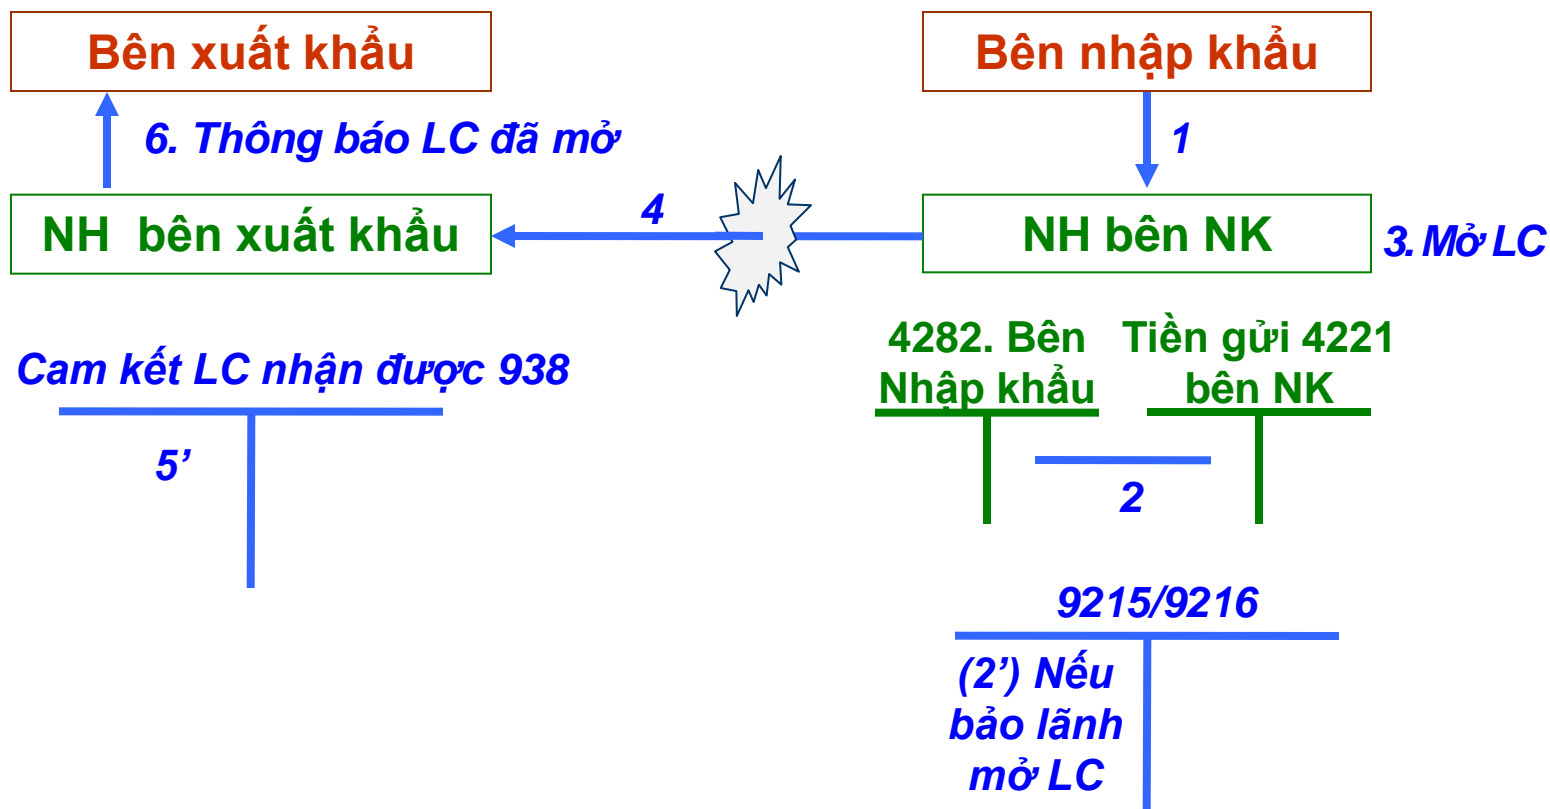 Bên xuất khẩu
Bên nhập khẩu
6. Thông báo LC đã mở
1
NH bên xuất khẩu
4
NH bên NK
3. Mở LC
Cam kết LC nhận được 938
5’
4282. Bên
Nhập khẩu
Tiền gửi 4221
bên NK
2
9215/9216
(2’) Nếu
bảo lãnh
mở LC